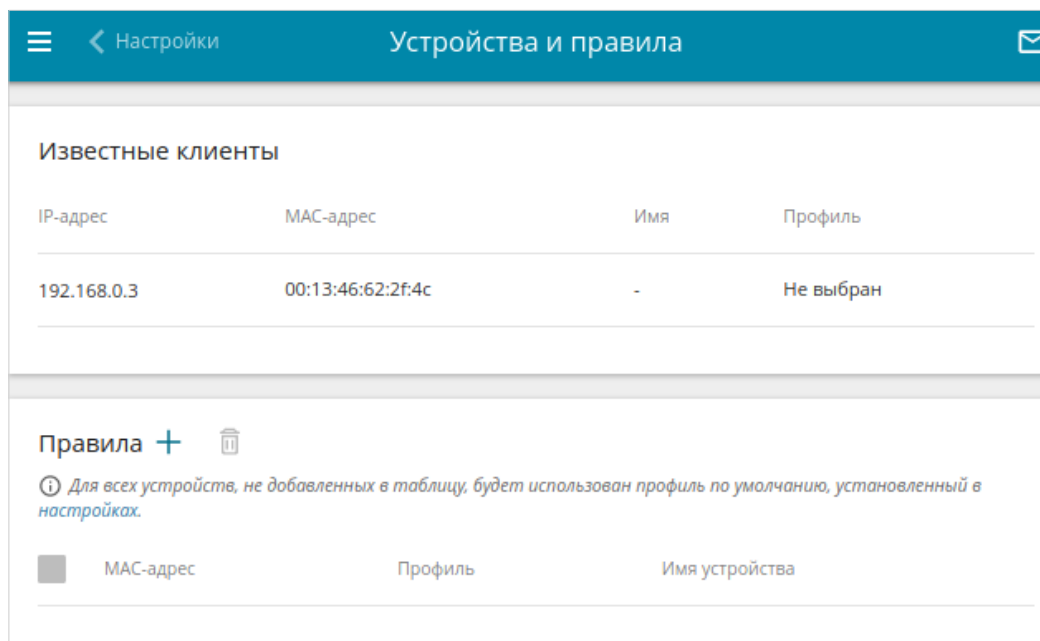 Настройки
Устройства и правила
Известные клиенты
IP-адрес MAC-адрес Имя Профиль
192.168.0.3 00:13:46:62:2f:4c - Не выбран
Правила
Для всех устройств, не добавленных в таблицу, будет использован профиль по умолчанию, установленный в
настройках.
MAC-адрес Профиль Имя устройства